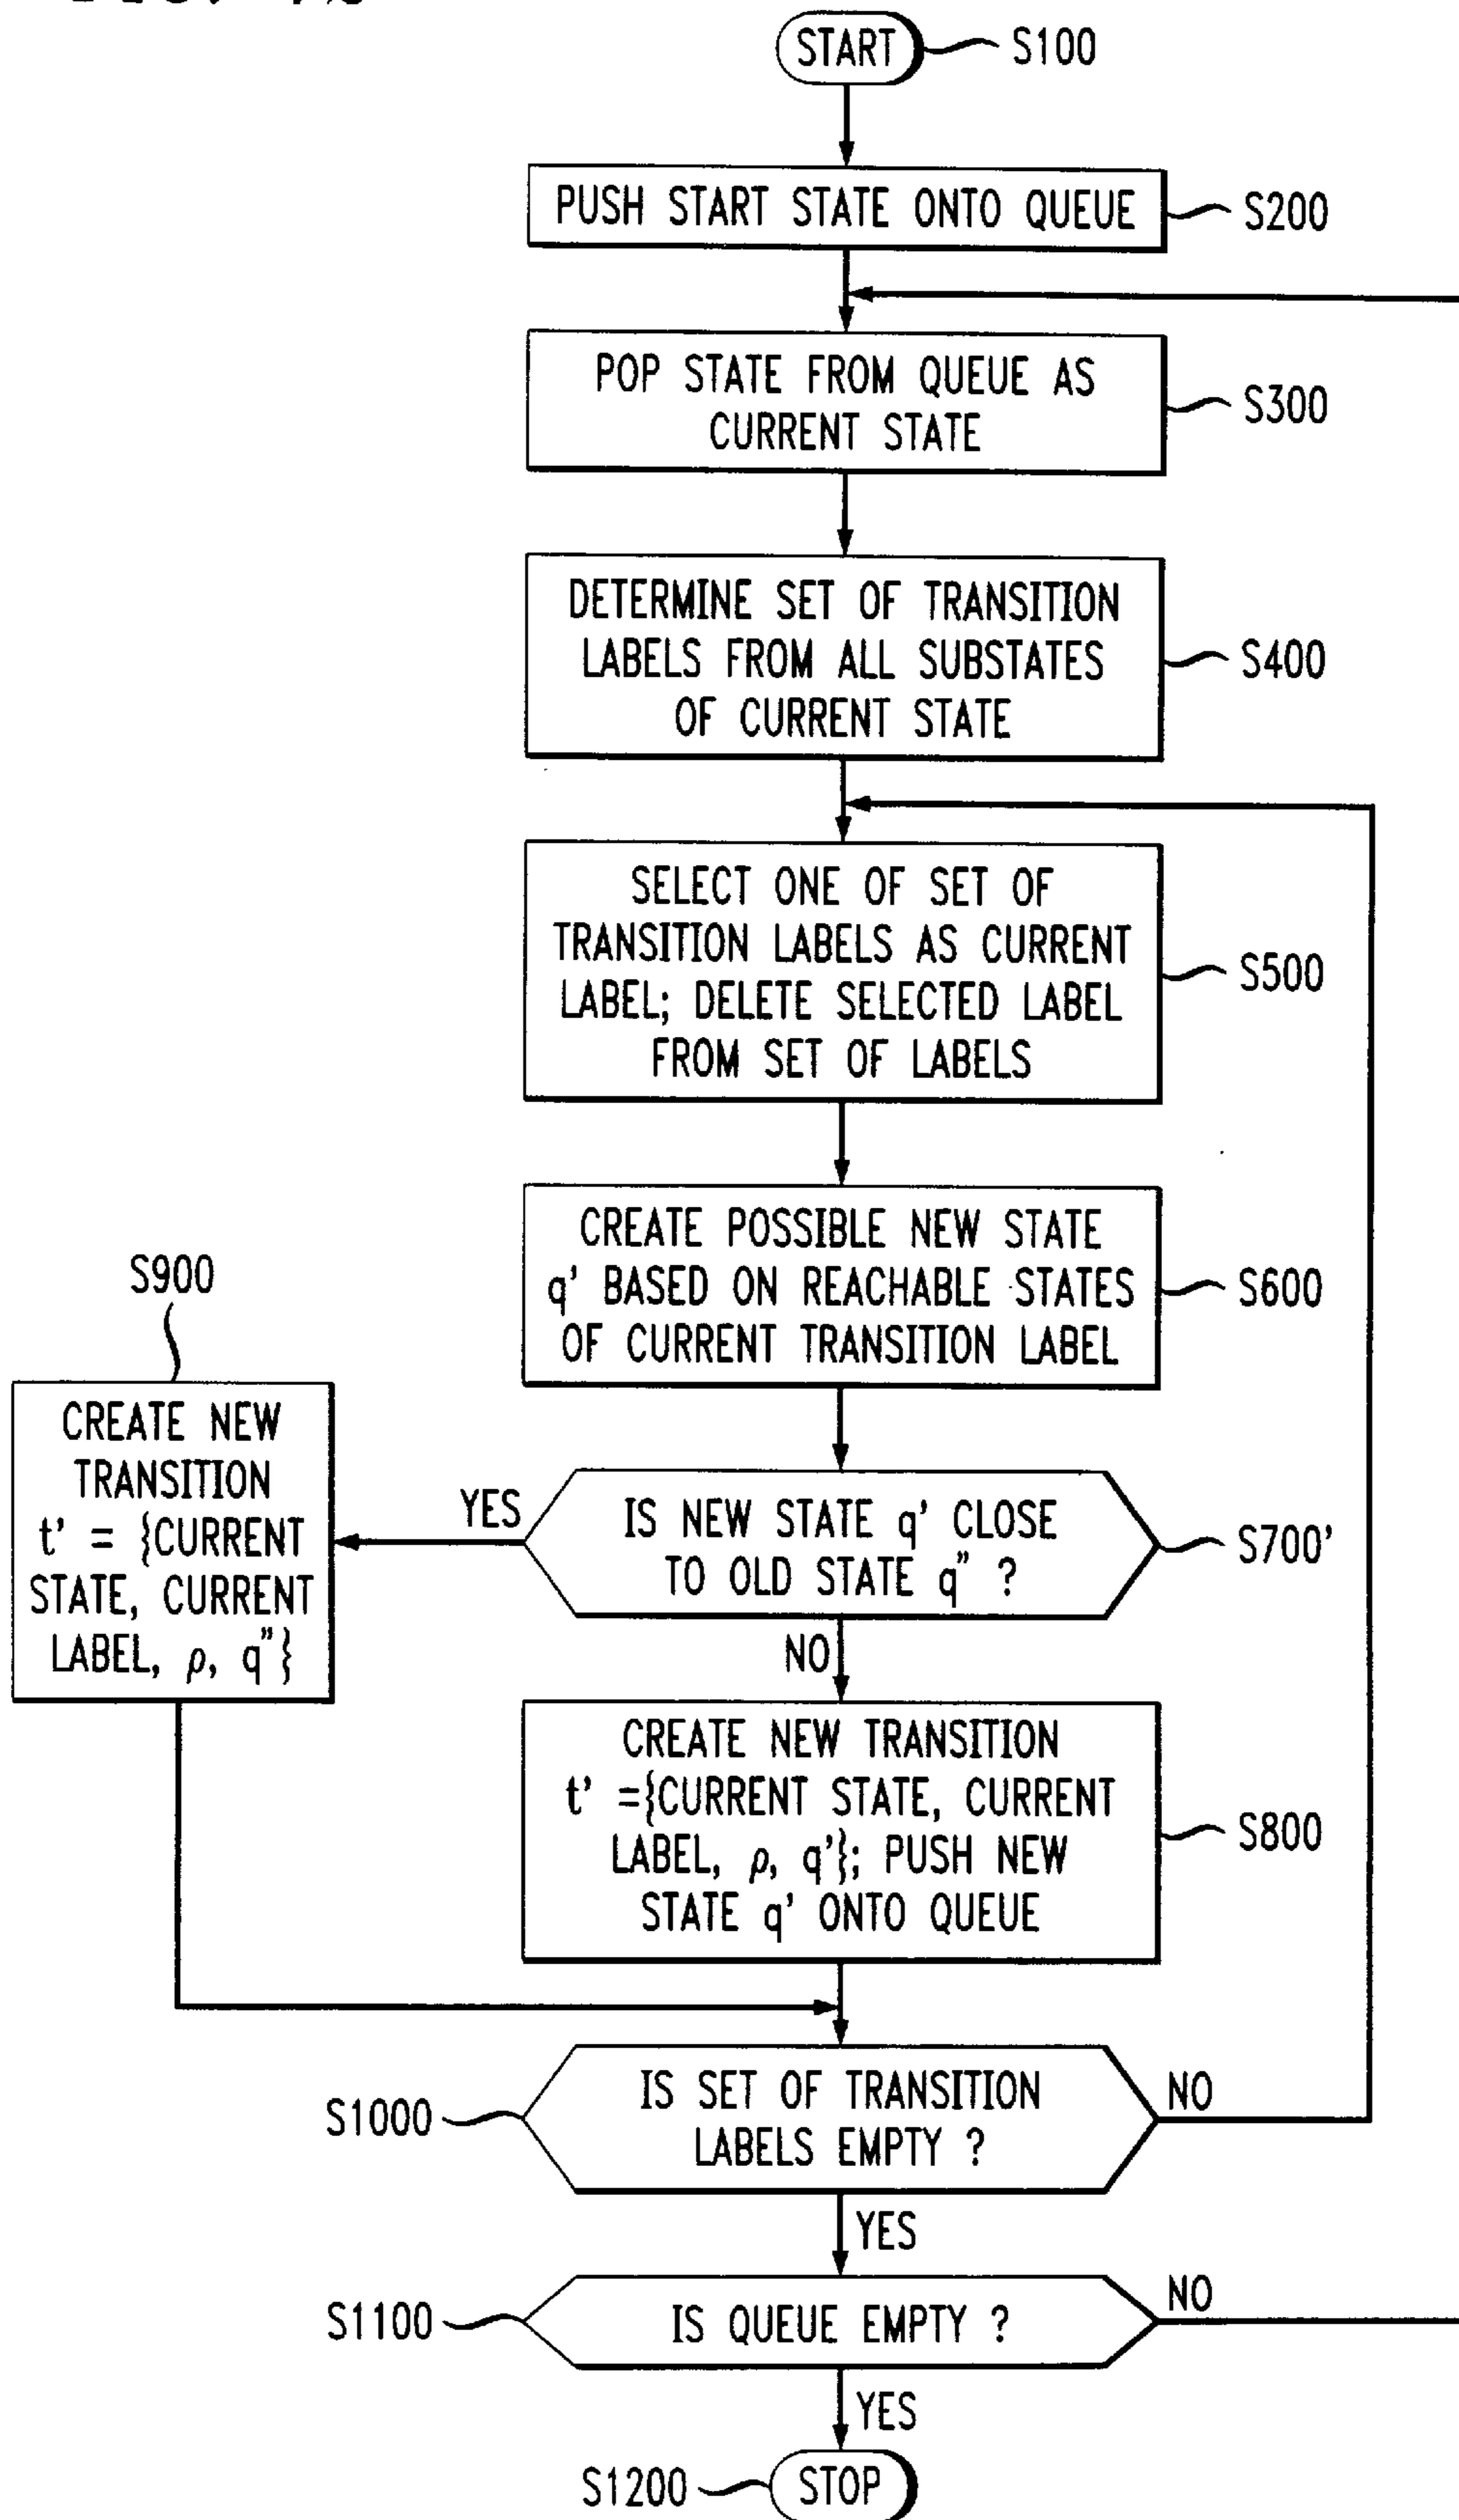 START
S100
PUSH START STATE ONTO QUEUE
S200
POP STATE FROM QUEUE AS
CURRENT STATE
S300
DETERMINE SET OF TRANSITION
LABELS FROM ALL SUBSTATES
OF CURRENT STATE
S400
SELECT ONE OF SET OF
TRANSITION LABELS AS CURRENT
LABEL; DELETE SELECTED LABEL
FROM SET OF LABELS
S500
CREATE POSSIBLE NEW STATE
q' BASED ON REACHABLE STATES
OF CURRENT TRANSITION LABEL
S600
S900
CREATE NEW
TRANSITION
t' = {CURRENT
STATE, CURRENT
LABEL, ρ, q"}
YES
IS NEW STATE q' CLOSE
TO OLD STATE q" ?
S700'
NO
CREATE NEW TRANSITION
t' ={CURRENT STATE, CURRENT
LABEL, ρ, q'}; PUSH NEW
STATE q' ONTO QUEUE
S800
S1000
IS SET OF TRANSITION
LABELS EMPTY ?
NO
YES
S1100
IS QUEUE EMPTY ?
NO
YES
S1200
STOP